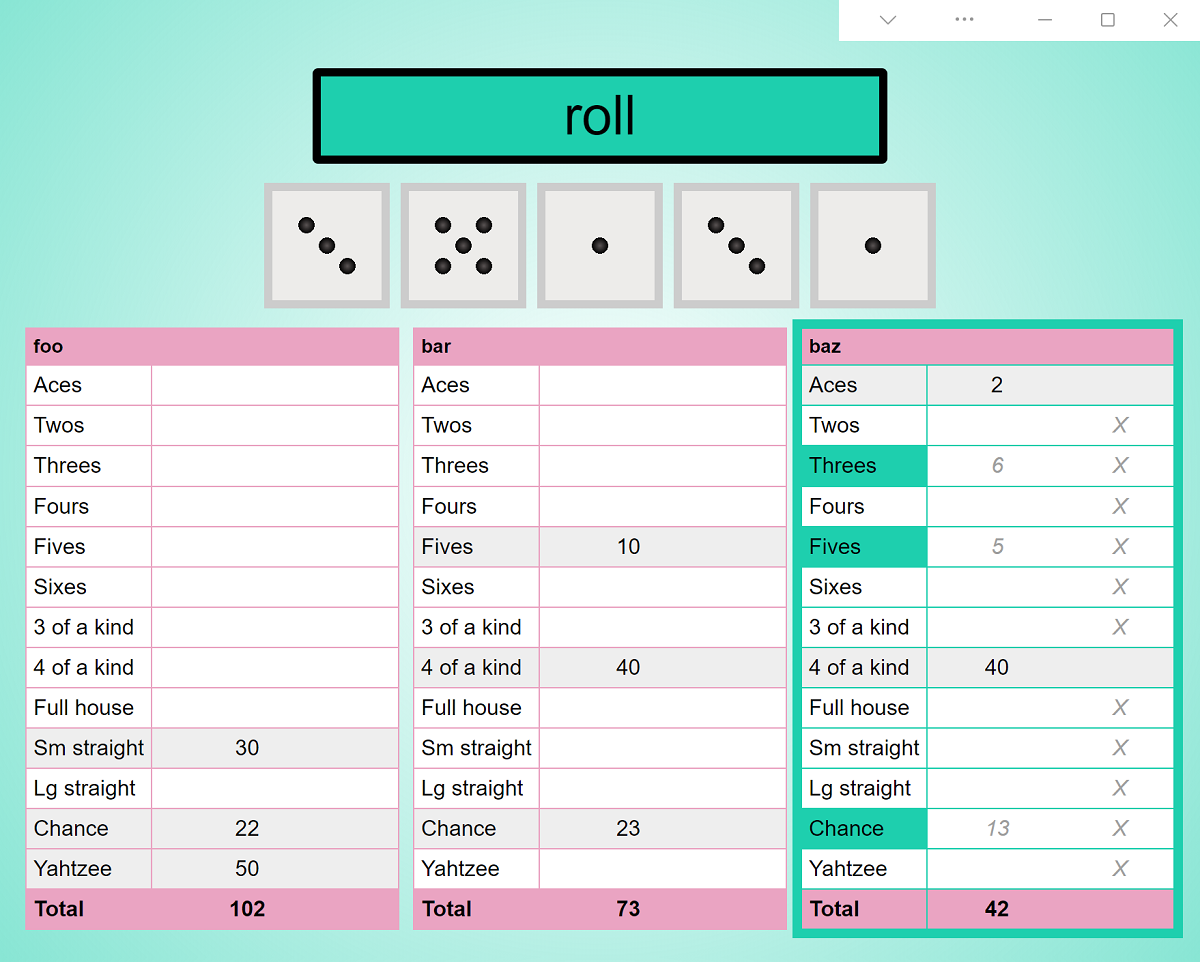 roll
foo
Aces
Twos
Threes
Fours
Fives
Sixes
3 of a kind
4 of a kind
Full house
Sm straight 30
Lg straight
Chance 22
Yahtzee 50
Total 102
bar
Aces
Twos
Threes
Fours
Fives 10
Sixes
3 of a kind
4 of a kind 40
Full house
Sm straight
Lg straight
Chance 23
Yahtzee
Total 73
baz
Aces 2
Twos X
Threes 6 X
Fours X
Fives 5 X
Sixes X
3 of a kind X
4 of a kind 40
Full house X
Sm straight X
Lg straight X
Chance 13 X
Yahtzee X
Total 42